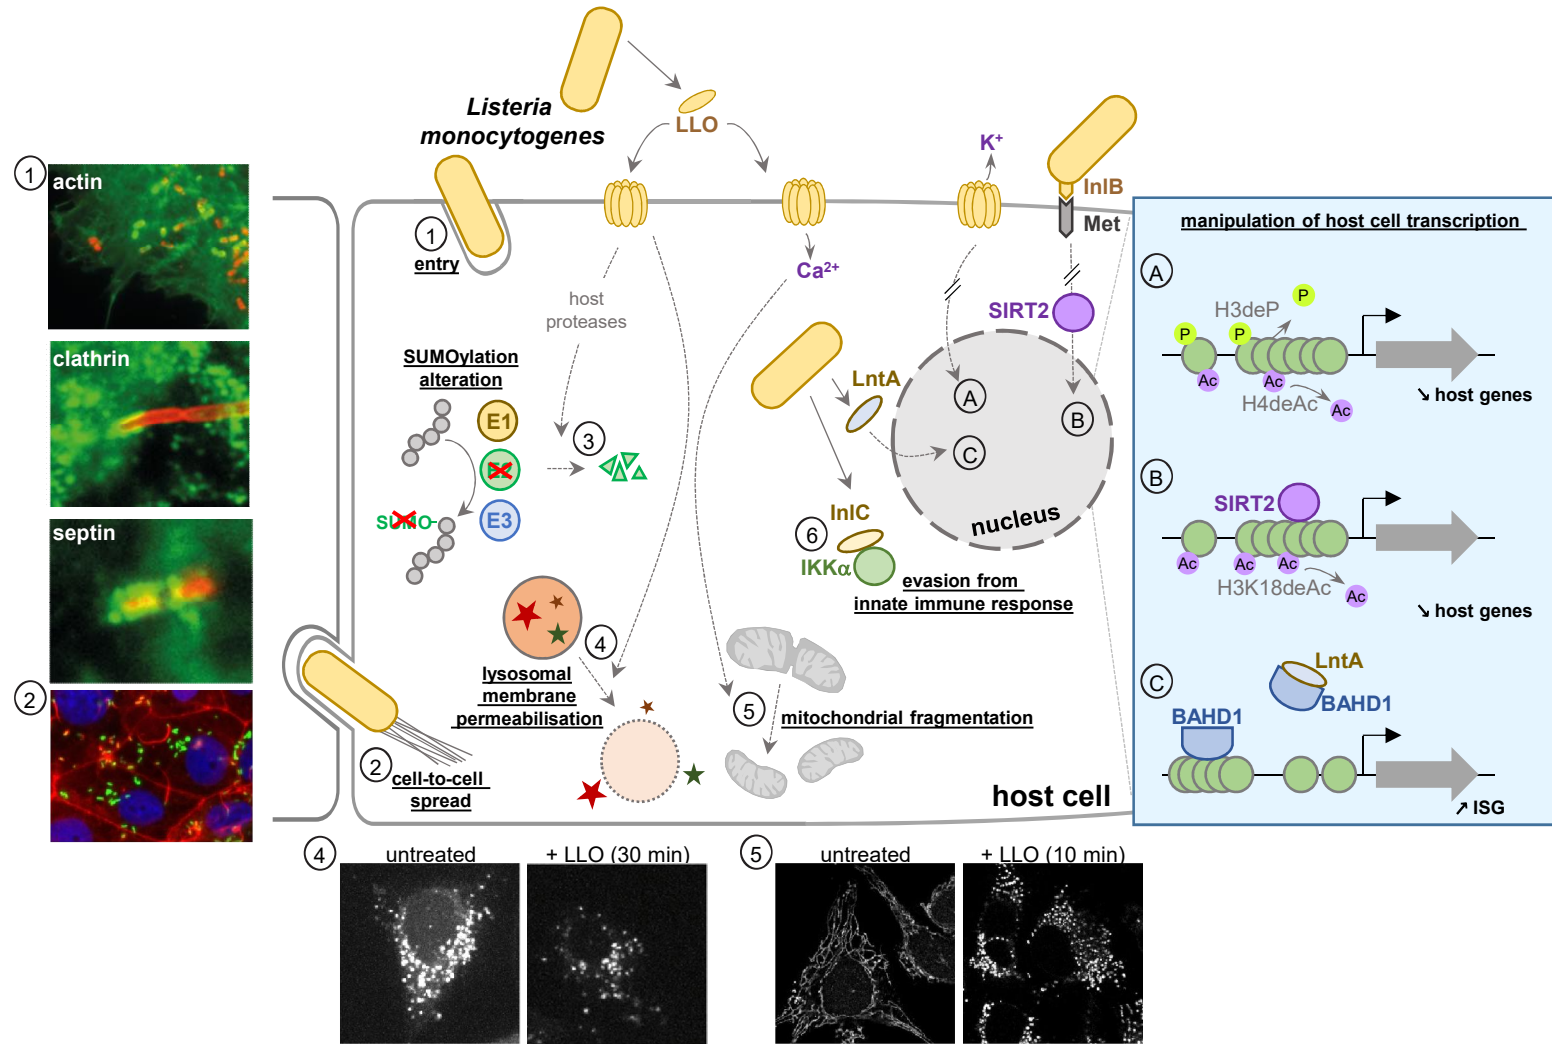 Listeria
monocytogenes
LLO
1
actin
clathrin
septin
2
1
entry
K+
InlB
Met
Ca2+
host
proteases
SUMOylation
alteration
E1
E2
E3
SUMO
3
SIRT2
LntA
A
B
C
nucleus
6
InlC
IKKα
evasion from
innate immune response
4
lysosomal
membrane
permeabilisation
5
mitochondrial fragmentation
2
cell-to-cell
spread
host cell
manipulation of host cell transcription
A
P
H3deP
P
P
Ac
Ac
H4deAc
Ac
↘ host genes
B
SIRT2
Ac
Ac
Ac
H3K18deAc
Ac
↘ host genes
C
LntA
BAHD1
BAHD1
↗ ISG
4
untreated
+ LLO (30 min)
5
untreated
+ LLO (10 min)